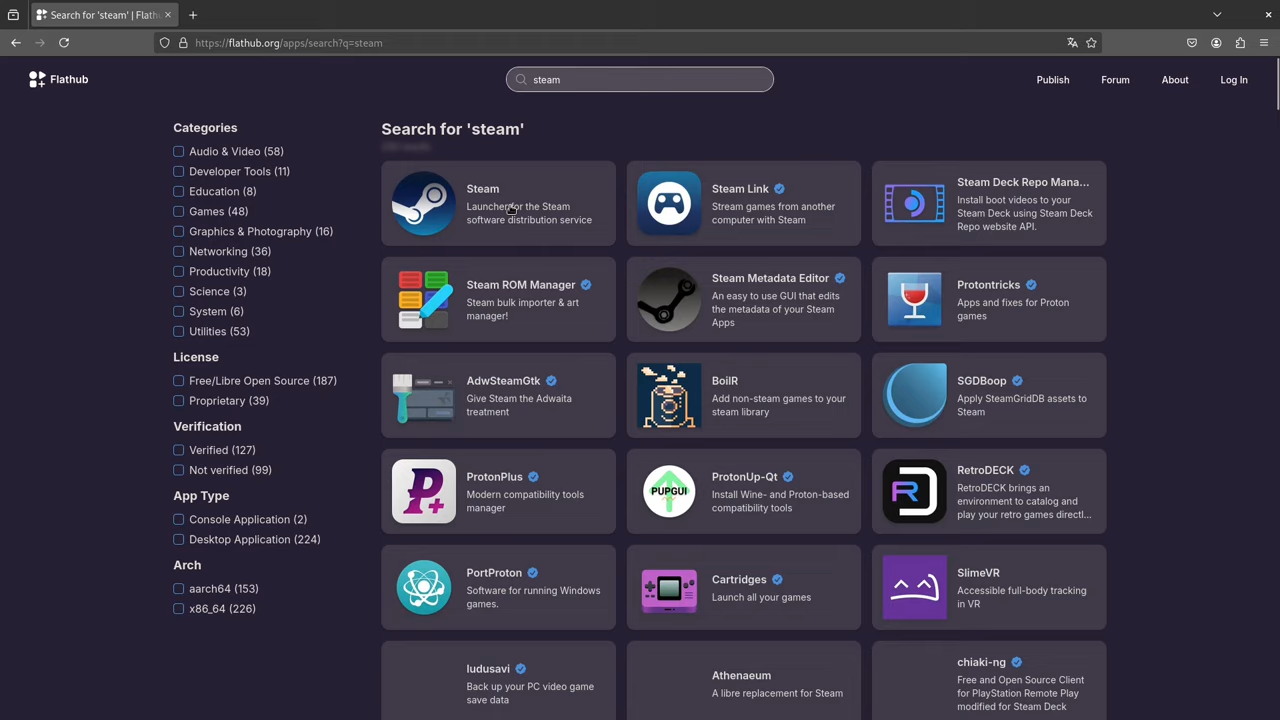 Search for 'steam' | Flath
https://flathub.org/apps/search?q=steam
Flathub
steam
Publish
Forum
About
Log In
Categories
Audio & Video (58)
Developer Tools (11)
Education (8)
Games (48)
Graphics & Photography (16)
Networking (36)
Productivity (18)
Science (3)
System (6)
Utilities (53)
License
Free/Libre Open Source (187)
Proprietary (39)
Verification
Verified (127)
Not verified (99)
App Type
Console Application (2)
Desktop Application (224)
Arch
aarch64 (153)
x86_64 (226)
Search for 'steam'
Steam
Launcher for the Steam
software distribution service
Steam Link
Stream games from another
computer with Steam
Steam Deck Repo Mana...
Install boot videos to your
Steam Deck using Steam Deck
Repo website API.
Steam ROM Manager
Steam bulk importer & art
manager!
Steam Metadata Editor
An easy to use GUI that edits
the metadata of your Steam
Apps
Protontricks
Apps and fixes for Proton
games
AdwSteamGtk
Give Steam the Adwaita
treatment
BoilR
Add non-steam games to your
steam library
SGDBoop
Apply SteamGridDB assets to
Steam
ProtonPlus
Modern compatibility tools
manager
PUPGUI
ProtonUp-Qt
Install Wine- and Proton-based
compatibility tools
RetroDECK
RetroDECK brings an
environment to catalog and
play your retro games directl...
PortProton
Software for running Windows
games.
Cartridges
Launch all your games
SlimeVR
Accessible full-body tracking
in VR
ludusavi
Back up your PC video game
save data
Athenaeum
A libre replacement for Steam
chiaki-ng
Free and Open Source Client
for PlayStation Remote Play
modified for Steam Deck